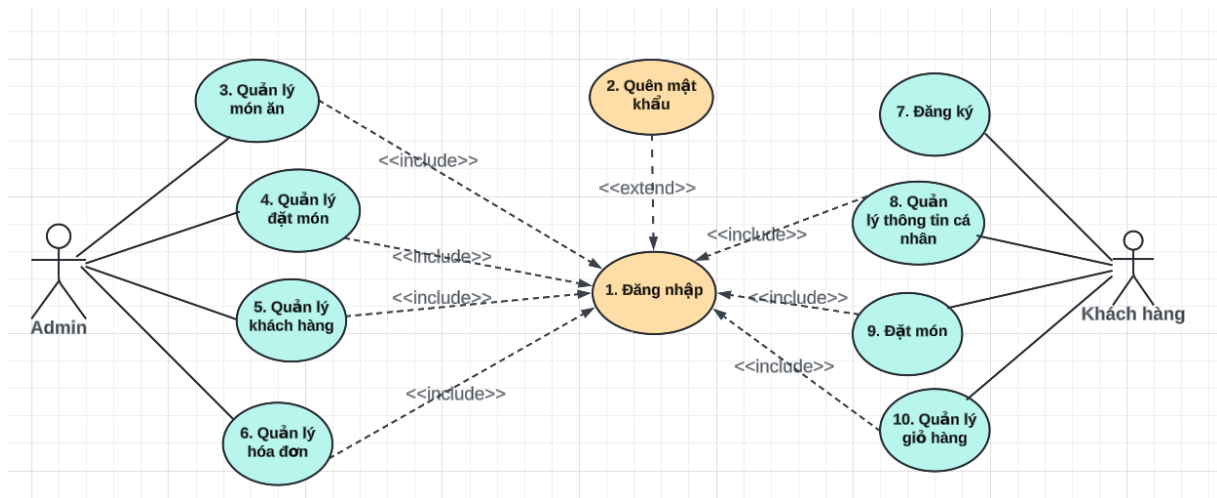 3. Quản lý
món ăn
<<include>>
4. Quản lý
đặt món
<<include>>
5. Quản lý
khách hàng
<<include>>
6. Quản lý
hóa đơn
<<include>>
Admin
2. Quên mật
khẩu
<<extend>>
1. Đăng nhập
7. Đăng ký
8. Quản
lý thông tin cá
nhân
<<include>>
9. Đặt món
<<include>>
10. Quản lý
giỏ hàng
<<include>>
Khách hàng